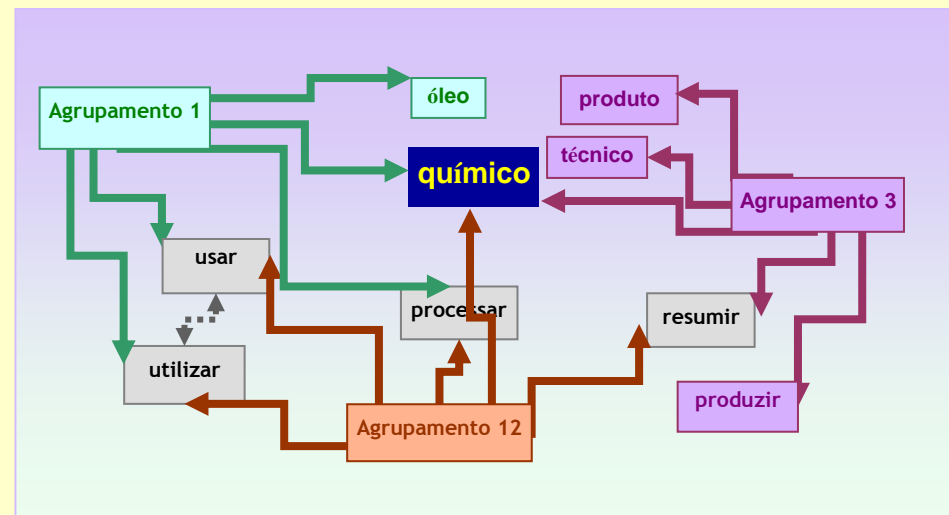 Agrupamento 1
óleo
produto
técnico
químico
Agrupamento 3
usar
processar
resumir
utilizar
produzir
Agrupamento 12